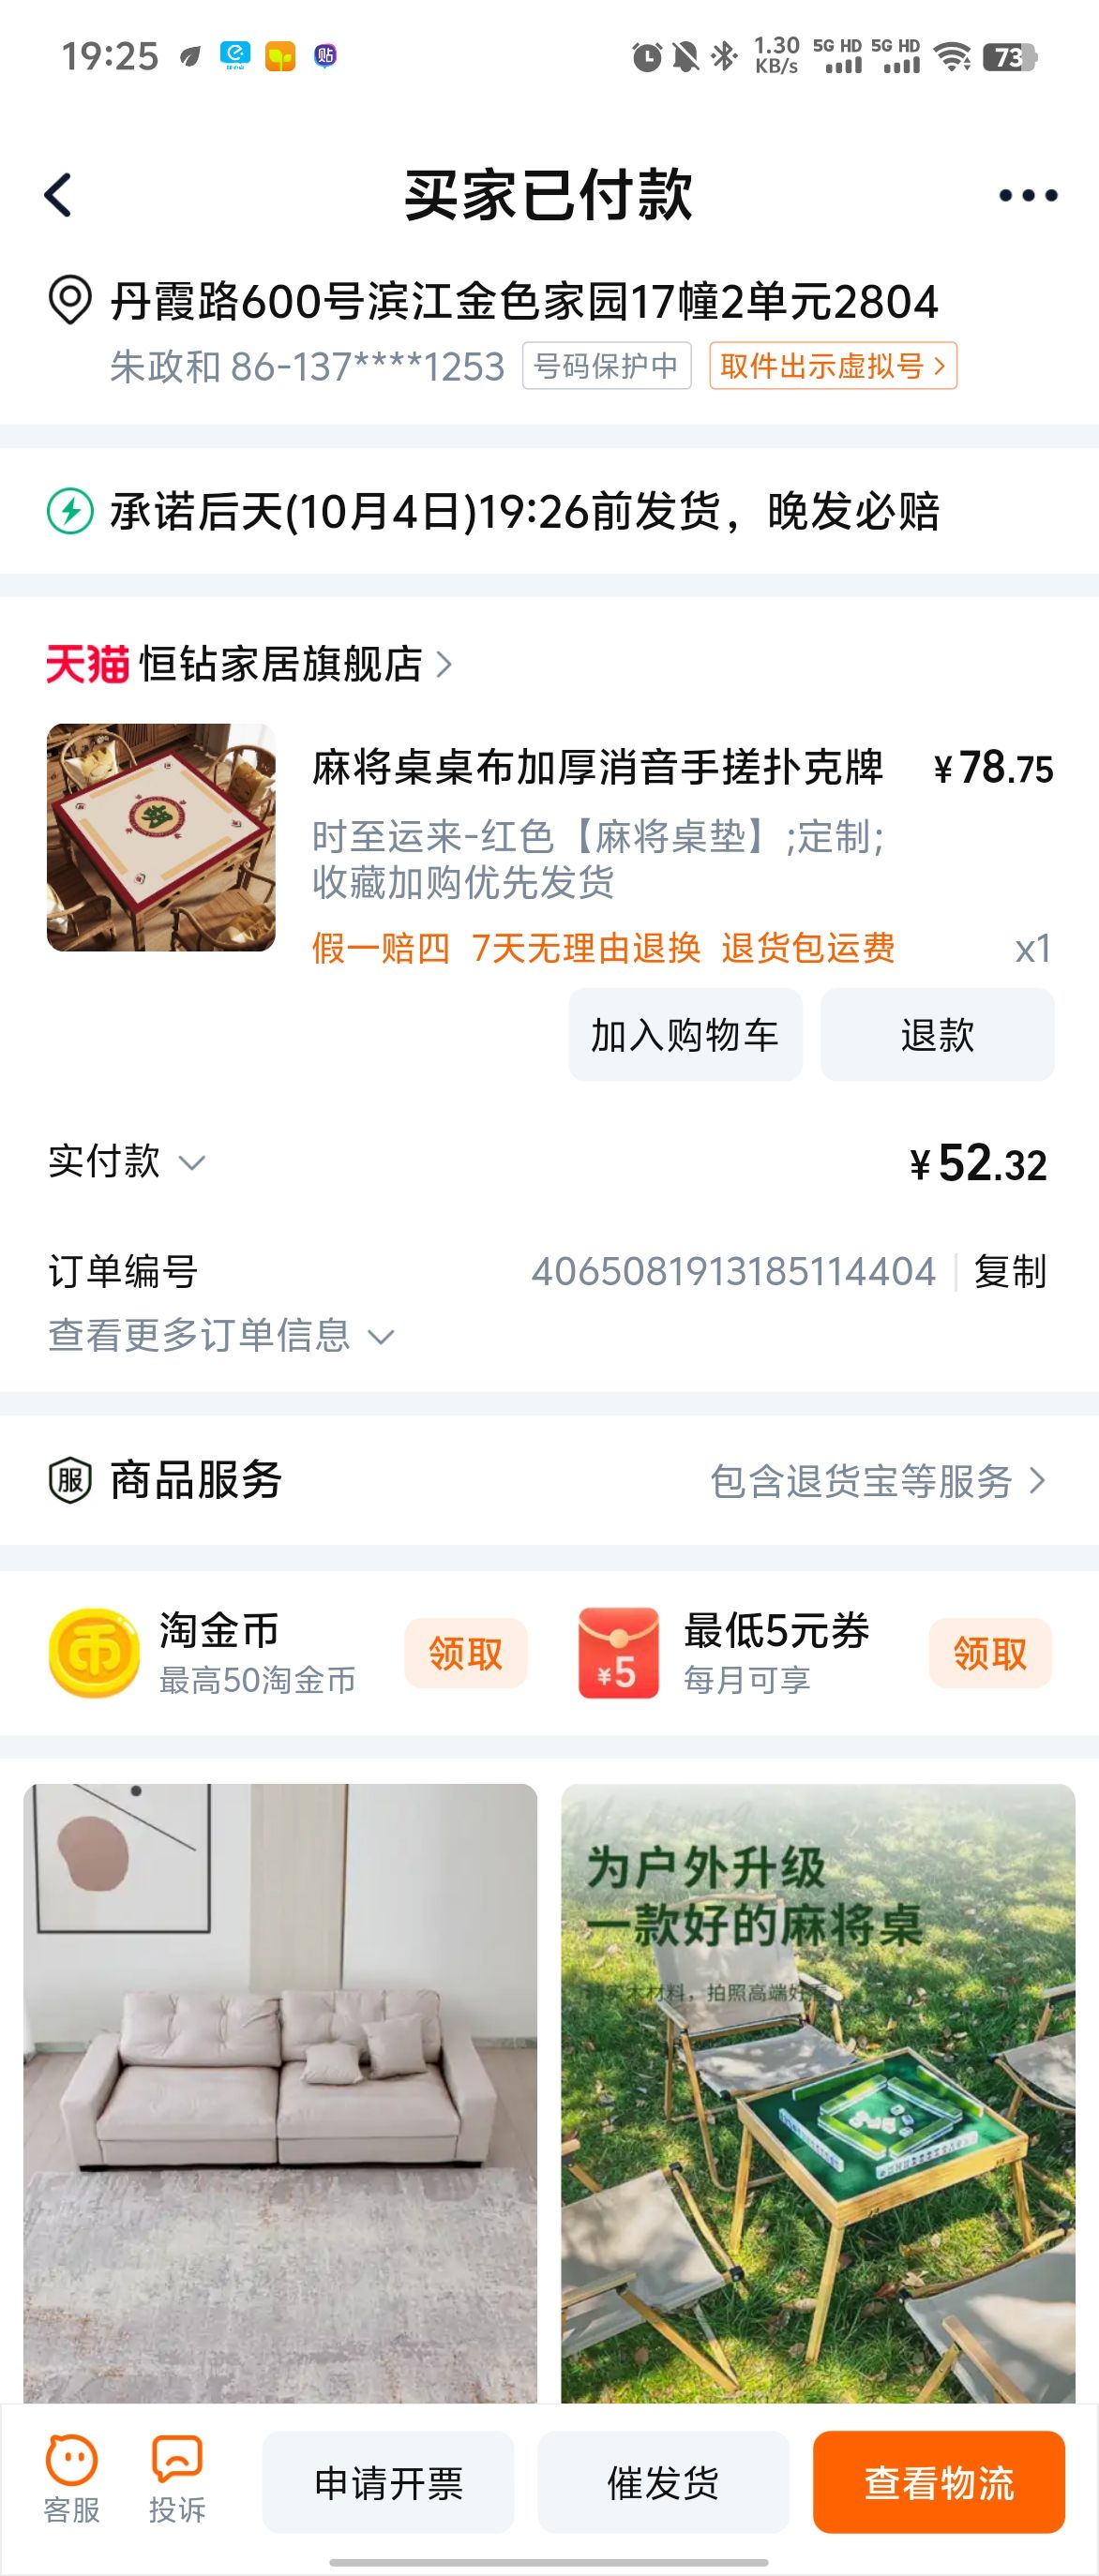 19:25
1.30 KB/s 5G HD 5G HD 73
买家已付款
丹霞路600号滨江金色家园17幢2单元2804
朱政和 86-137****1253 号码保护中 取件出示虚拟号
承诺后天(10月4日)19:26前发货，晚发必赔
天猫 恒钻家居旗舰店
麻将桌桌布加厚消音手搓扑克牌 ¥78.75
时至运来-红色【麻将桌垫】;定制;
收藏加购优先发货
假一赔四 7天无理由退换 退货包运费 x1
加入购物车 退款
实付款 ¥52.32
订单编号 4065081913185114404 复制
查看更多订单信息
服 商品服务 包含退货宝等服务
币 淘金币 领取 ¥5 最低5元券 领取
最高50淘金币 每月可享
为户外升级
一款好的麻将桌
材料，拍照高端好
客服 投诉 申请开票 催发货 查看物流